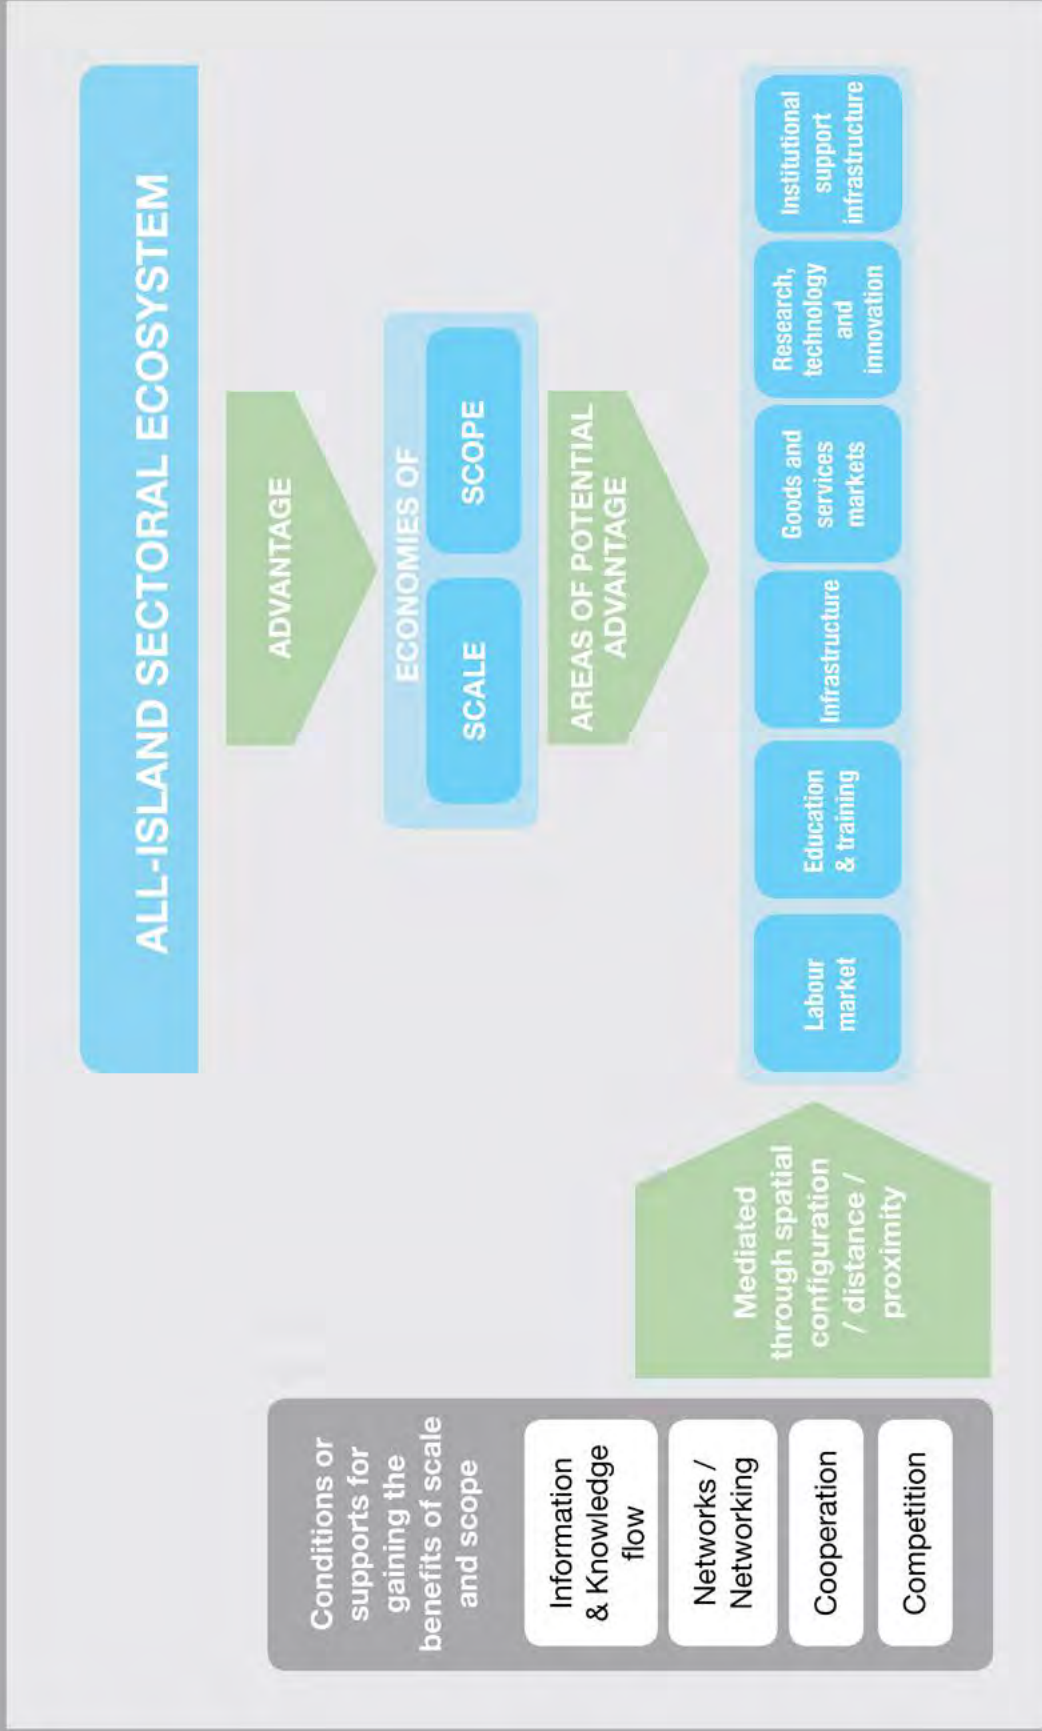 ALL-ISLAND SECTORAL ECOSYSTEM
ADVANTAGE
ECONOMIES OF
SCALE
SCOPE
AREAS OF POTENTIAL
ADVANTAGE
Conditions or
supports for
gaining the
benefits of scale
and scope
Information
& Knowledge
flow
Networks /
Networking
Cooperation
Competition
Mediated
through spatial
configuration
/ distance /
proximity
Labour
market
Education
& training
Infrastructure
Goods and
services
markets
Research,
technology
and
innovation
Institutional
support
infrastructure